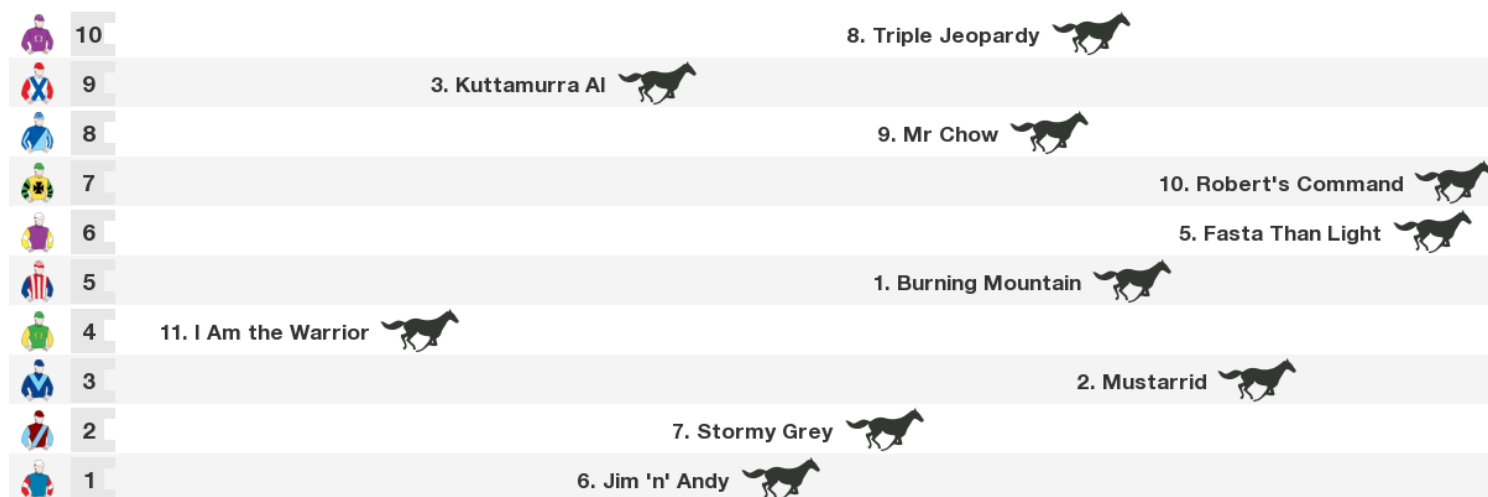 10 8. Triple Jeopardy
9 3. Kuttamurra Al
8 9. Mr Chow
7 10. Robert's Command
6 5. Fasta Than Light
5 1. Burning Mountain
4 11. I Am the Warrior
3 2. Mustarrid
2 7. Stormy Grey
1 6. Jim 'n' Andy